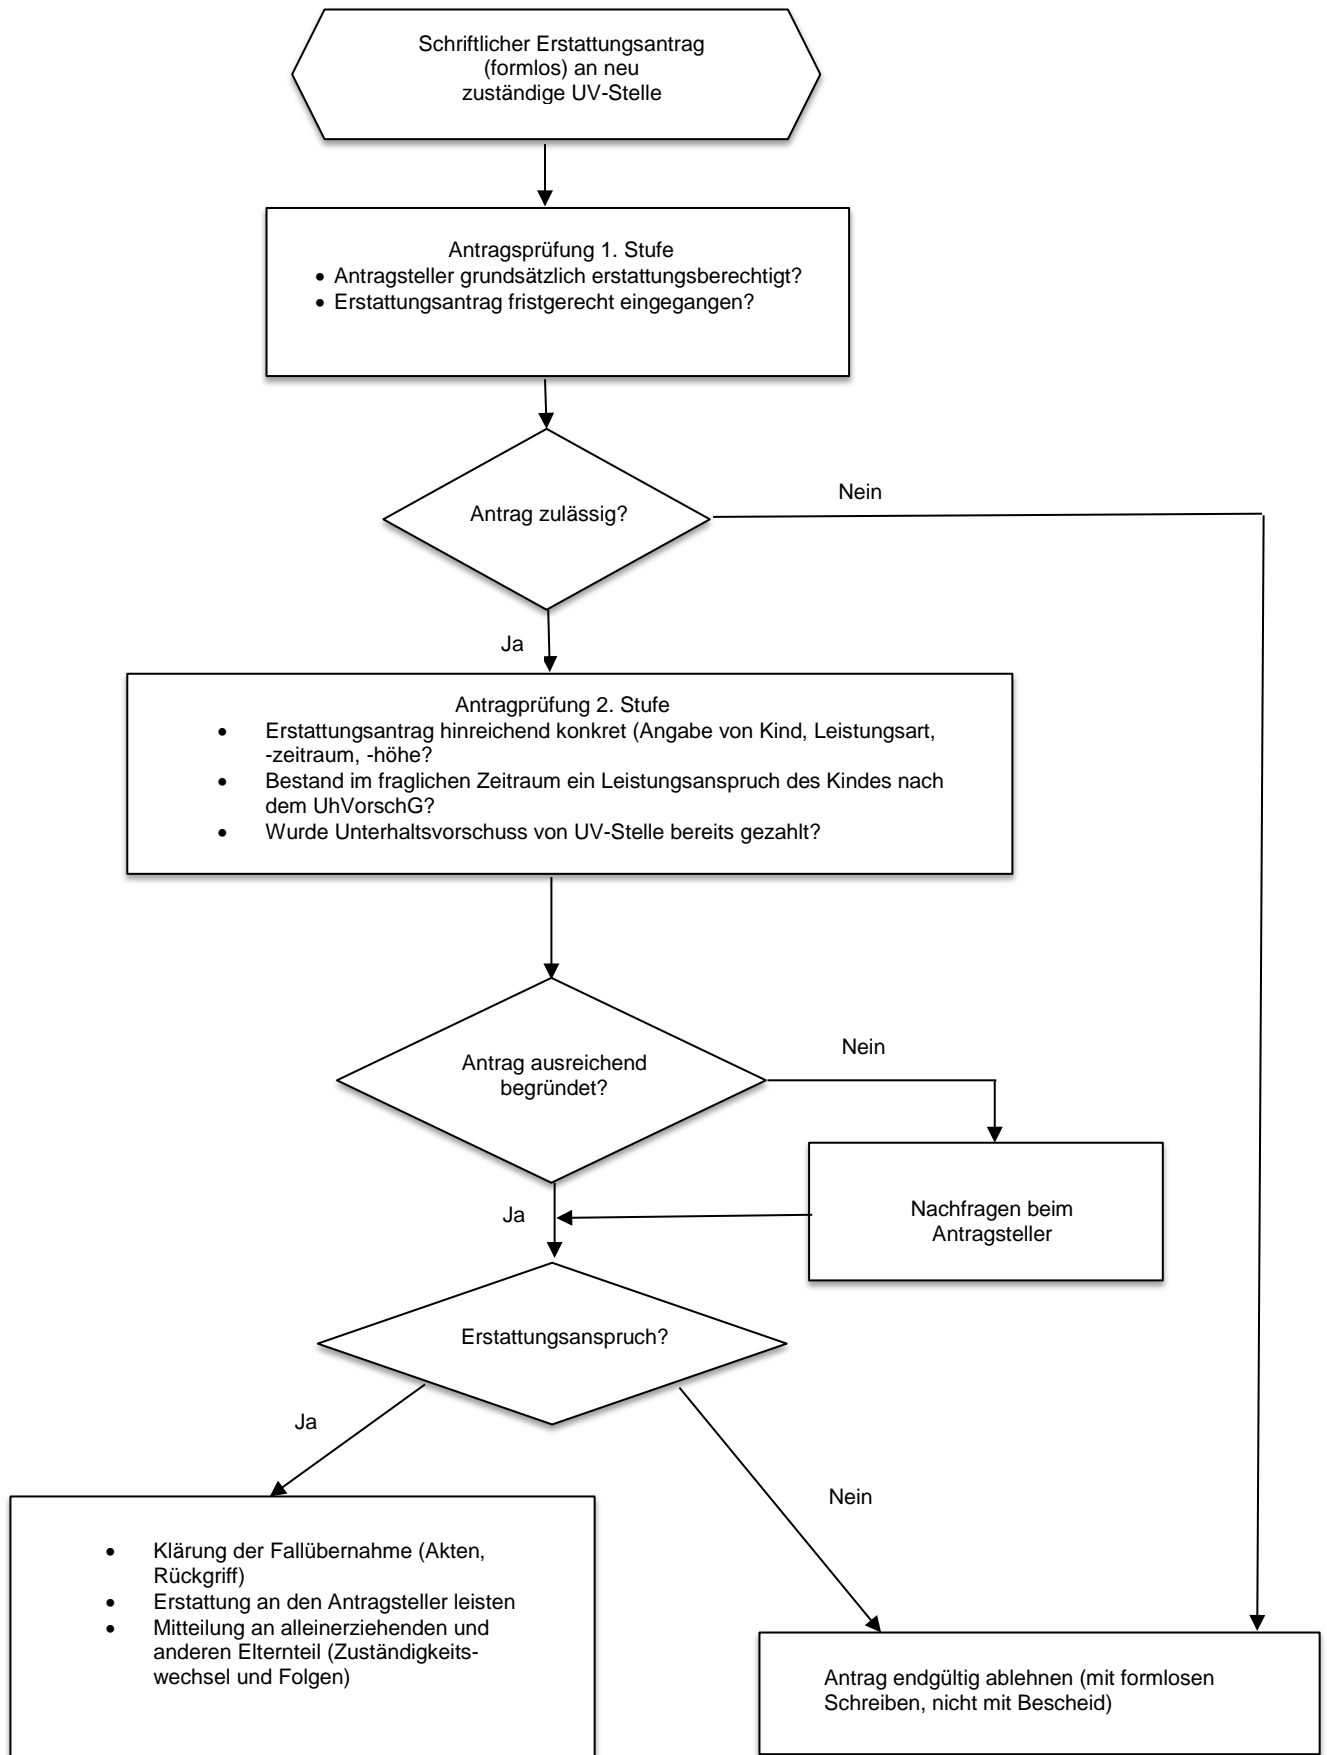 Schriftlicher Erstattungsantrag
(formlos) an neu
zuständige UV-Stelle
Antragsprüfung 1. Stufe
• Antragsteller grundsätzlich erstattungsberechtigt?
• Erstattungsantrag fristgerecht eingegangen?
Nein
Antrag zulässig?
Ja
Antragprüfung 2. Stufe
• Erstattungsantrag hinreichend konkret (Angabe von Kind, Leistungsart,
-zeitraum, -höhe?
• Bestand im fraglichen Zeitraum ein Leistungsanspruch des Kindes nach
dem UhVorschG?
• Wurde Unterhaltsvorschuss von UV-Stelle bereits gezahlt?
Nein
Antrag ausreichend
begründet?
Ja
Nachfragen beim
Antragsteller
Erstattungsanspruch?
Ja
Nein
• Klärung der Fallübernahme (Akten,
Rückgriff)
• Erstattung an den Antragsteller leisten
• Mitteilung an alleinerziehenden und
anderen Elternteil (Zuständigkeits-
wechsel und Folgen)
Antrag endgültig ablehnen (mit formlosen
Schreiben, nicht mit Bescheid)